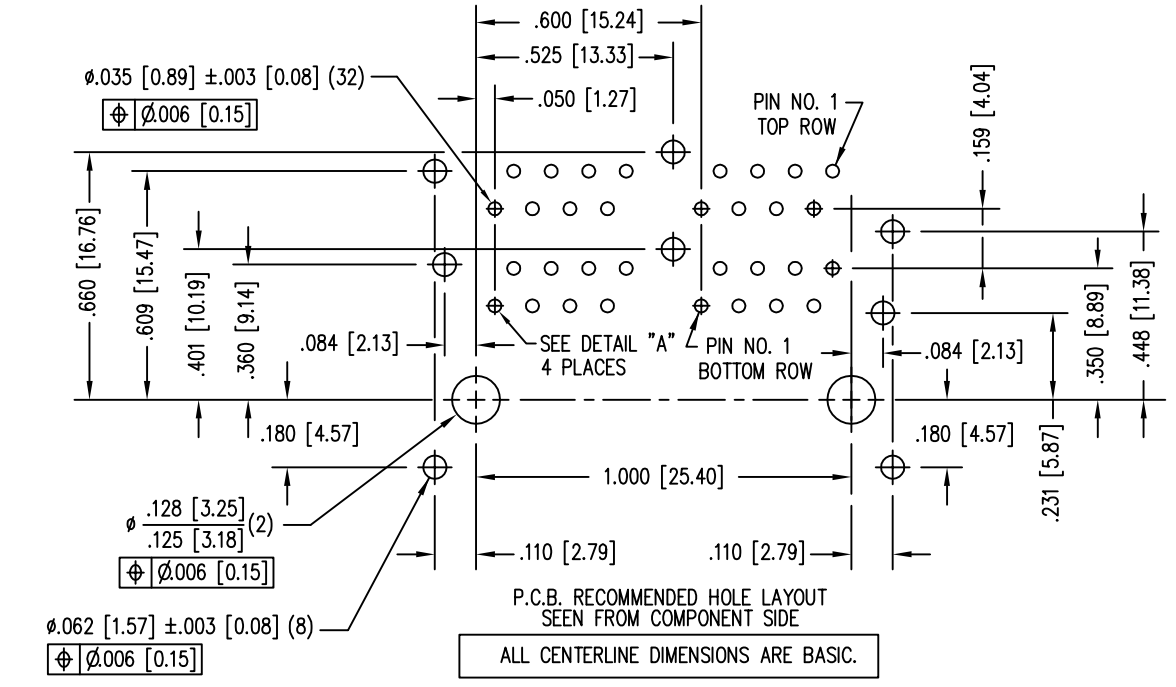 .600 [15.24]
.525 [13.33]
ø.035 [0.89] ±.003 [0.08] (32)
⌖ Ø.006 [0.15]
.050 [1.27]
PIN NO. 1
TOP ROW
.159 [4.04]
.660 [16.76]
.609 [15.47]
.401 [10.19]
.360 [9.14]
.084 [2.13]
SEE DETAIL "A"
4 PLACES
PIN NO. 1
BOTTOM ROW
.084 [2.13]
.350 [8.89]
.448 [11.38]
.180 [4.57]
.180 [4.57]
.231 [5.87]
1.000 [25.40]
ø .128 [3.25]
.125 [3.18] (2)
⌖ Ø.006 [0.15]
.110 [2.79]
.110 [2.79]
ø.062 [1.57] ±.003 [0.08] (8)
⌖ Ø.006 [0.15]
P.C.B. RECOMMENDED HOLE LAYOUT
SEEN FROM COMPONENT SIDE
ALL CENTERLINE DIMENSIONS ARE BASIC.